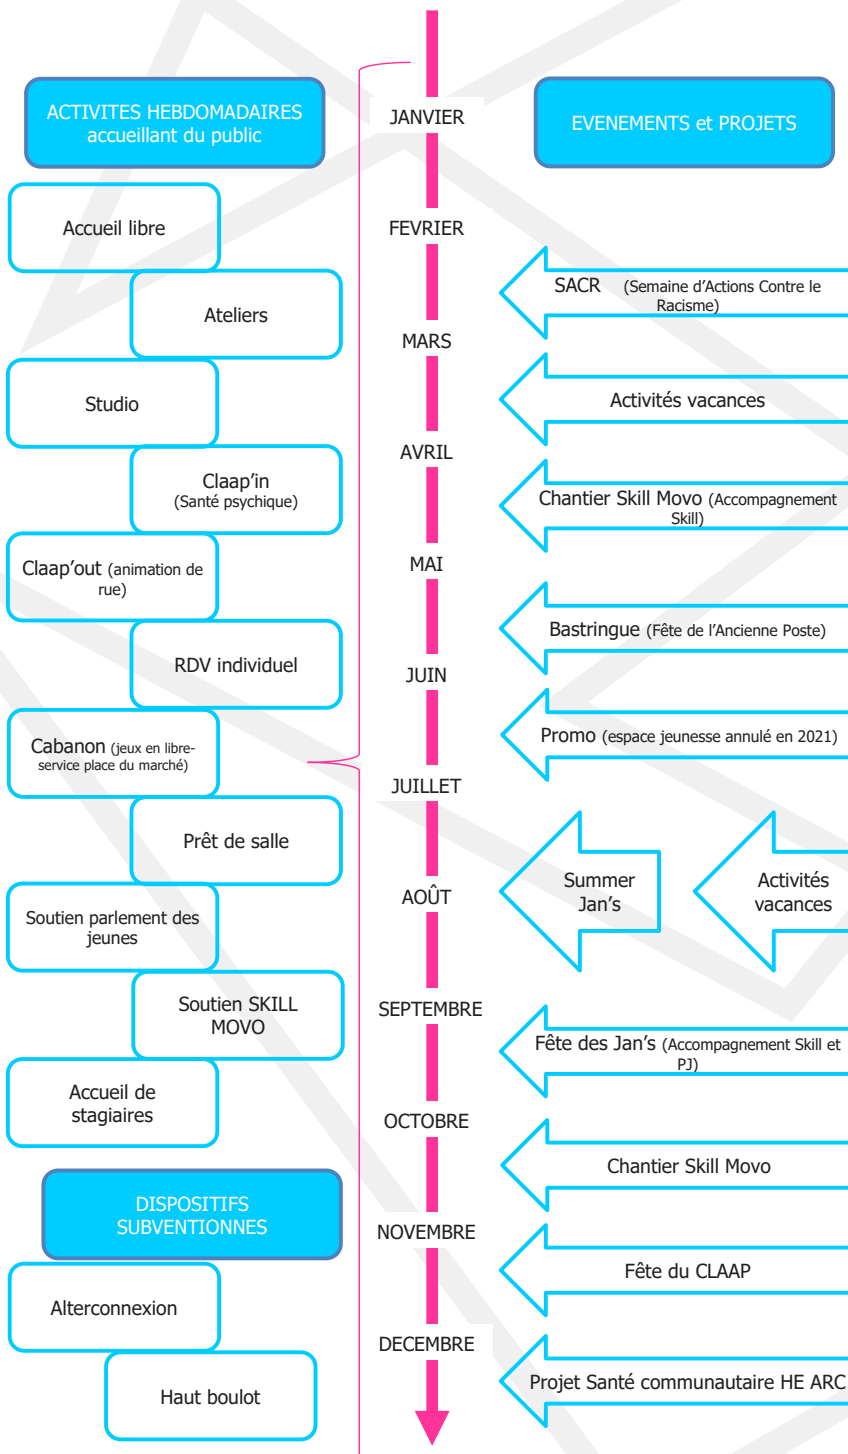 ACTIVITES HEBDOMADAIRES
accueillant du public
Accueil libre
Ateliers
Studio
Claap'in
(Santé psychique)
Claap'out (animation de
rue)
RDV individuel
Cabanon (jeux en libre-
service place du marché)
Prêt de salle
Soutien parlement des
jeunes
Soutien SKILL
MOVO
Accueil de
stagiaires
DISPOSITIFS
SUBVENTIONNES
Alterconnexion
Haut boulot
JANVIER
FEVRIER
MARS
AVRIL
MAI
JUIN
JUILLET
AOÛT
SEPTEMBRE
OCTOBRE
NOVEMBRE
DECEMBRE
EVENEMENTS et PROJETS
SACR (Semaine d'Actions Contre le
Racisme)
Activités vacances
Chantier Skill Movo (Accompagnement
Skill)
Bastringue (Fête de l'Ancienne Poste)
Promo (espace jeunesse annulé en 2021)
Summer
Jan's
Activités
vacances
Fête des Jan's (Accompagnement Skill et
PJ)
Chantier Skill Movo
Fête du CLAAP
Projet Santé communautaire HE ARC